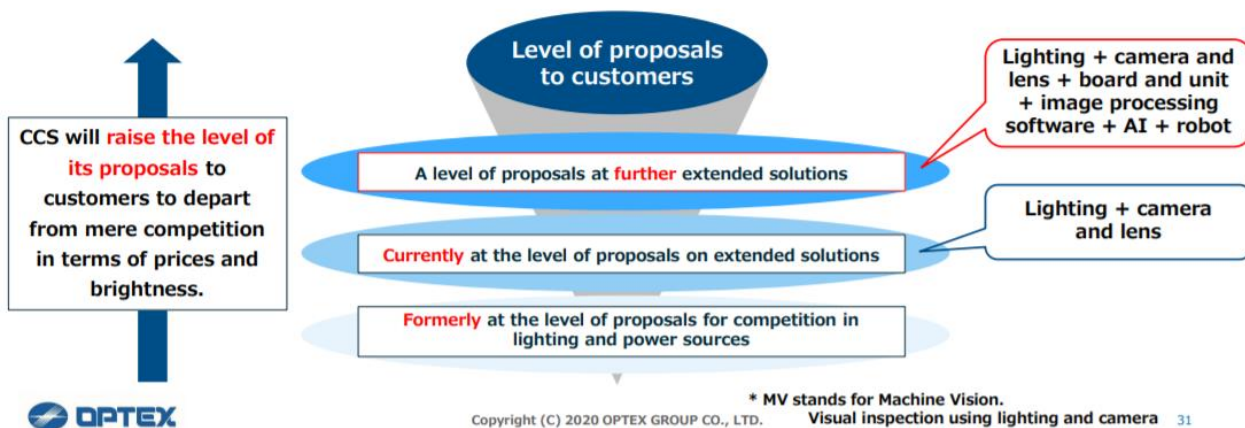 Level of proposals
to customers
CCS will raise the level of
its proposals to
customers to depart
from mere competition
in terms of prices and
brightness.
Lighting + camera and
lens + board and unit
+ image processing
software + AI + robot
A level of proposals at further extended solutions
Lighting + camera
and lens
Currently at the level of proposals on extended solutions
Formerly at the level of proposals for competition in
lighting and power sources
* MV stands for Machine Vision.
OPTEX
Copyright (C) 2020 OPTEX GROUP CO., LTD.
Visual inspection using lighting and camera
31